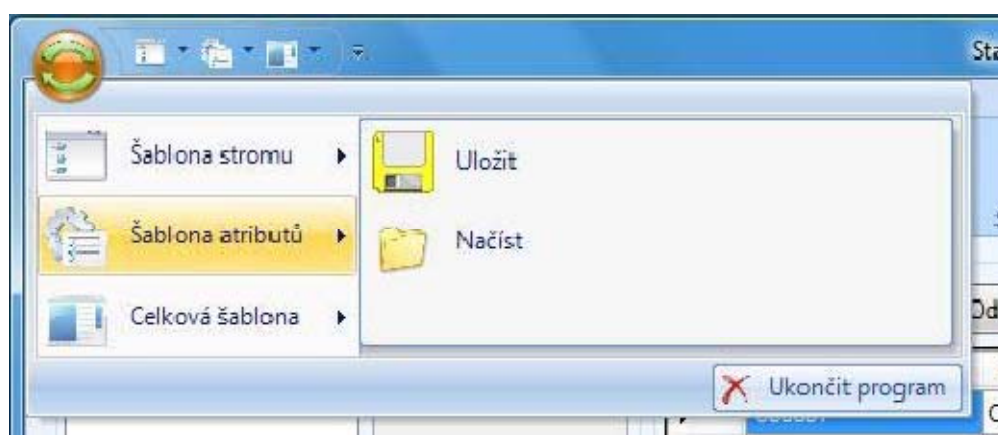 Šablona stromu
Uložit
Šablona atributů
Načíst
Celková šablona
Ukončit program